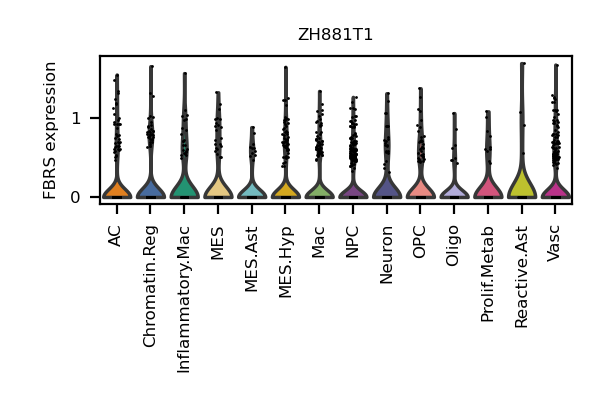 ZH881T1
FBRS expression
1
0
AC
Chromatin.Reg
Inflammatory.Mac
MES
MES.Ast
MES.Hyp
Mac
NPC
Neuron
OPC
Oligo
Prolif.Metab
Reactive.Ast
Vasc